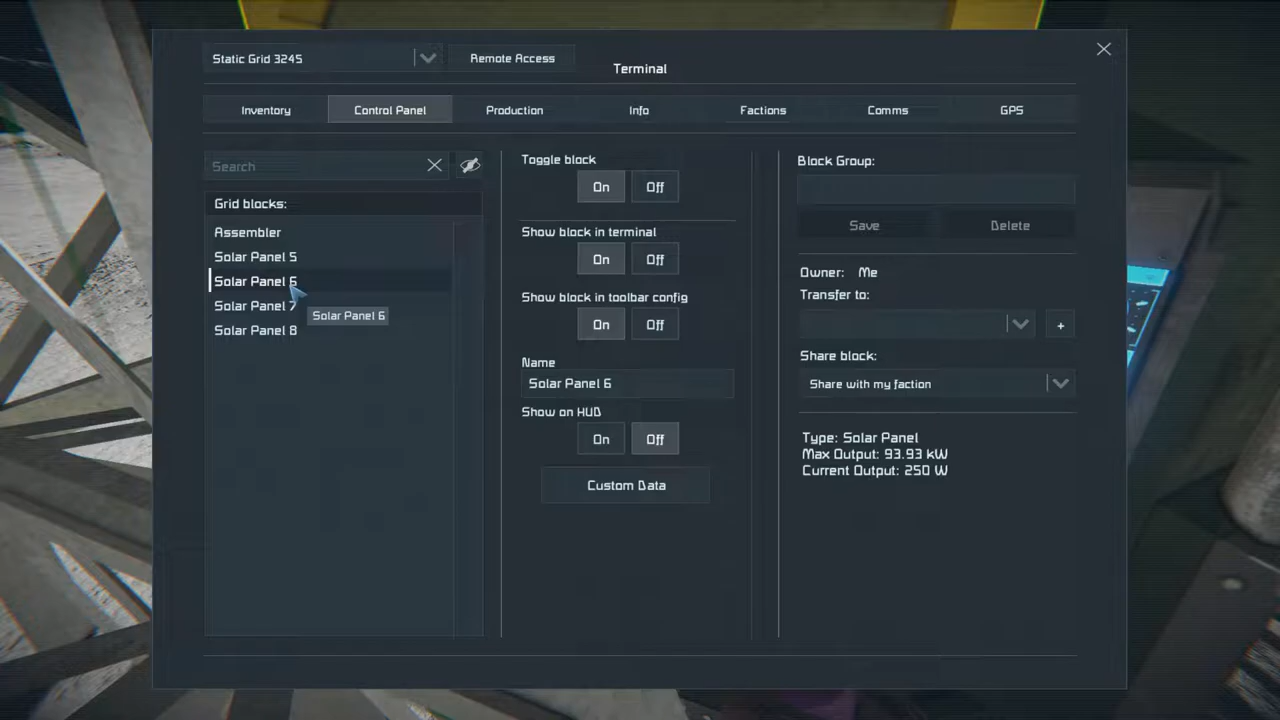 Static Grid 3245
Remote Access
Terminal
Inventory
Control Panel
Production
Info
Factions
Comms
GPS
Search
Grid blocks:
Assembler
Solar Panel 5
Solar Panel 6
Solar Panel 7
Solar Panel 8
Solar Panel 6
Toggle block
On
Off
Show block in terminal
On
Off
Show block in toolbar config
On
Off
Name
Solar Panel 6
Show on HUD
On
Off
Custom Data
Block Group:
Save
Delete
Owner: Me
Transfer to:
+
Share block:
Share with my faction
Type: Solar Panel
Max Output: 93.93 kW
Current Output: 250 W